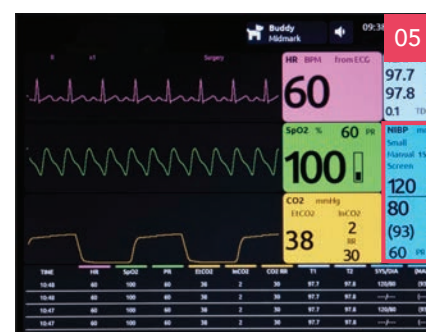 Buddy
Midmark
09:38
05
II x1 Surgery
HR BPM from ECG
60
97.7
97.8
0.1
SpO2 % 60 PR
100
NIBP
Small
Manual
Screen
120
80
(93)
60 PR
CO2 mmHg
EtCO2 InCO2
38 2
RR
30
TIME HR SpO2 PR EtCO2 InCO2 CO2 RR T1 T2 SYS/DIA
10:48 60 100 60 38 2 30 97.7 97.8 120/80
10:48 60 100 60 38 2 30 97.7 97.8 ---/---
10:47 60 100 60 38 2 30 97.7 97.8 ---/---
10:47 60 100 60 38 2 30 97.7 97.8 120/80